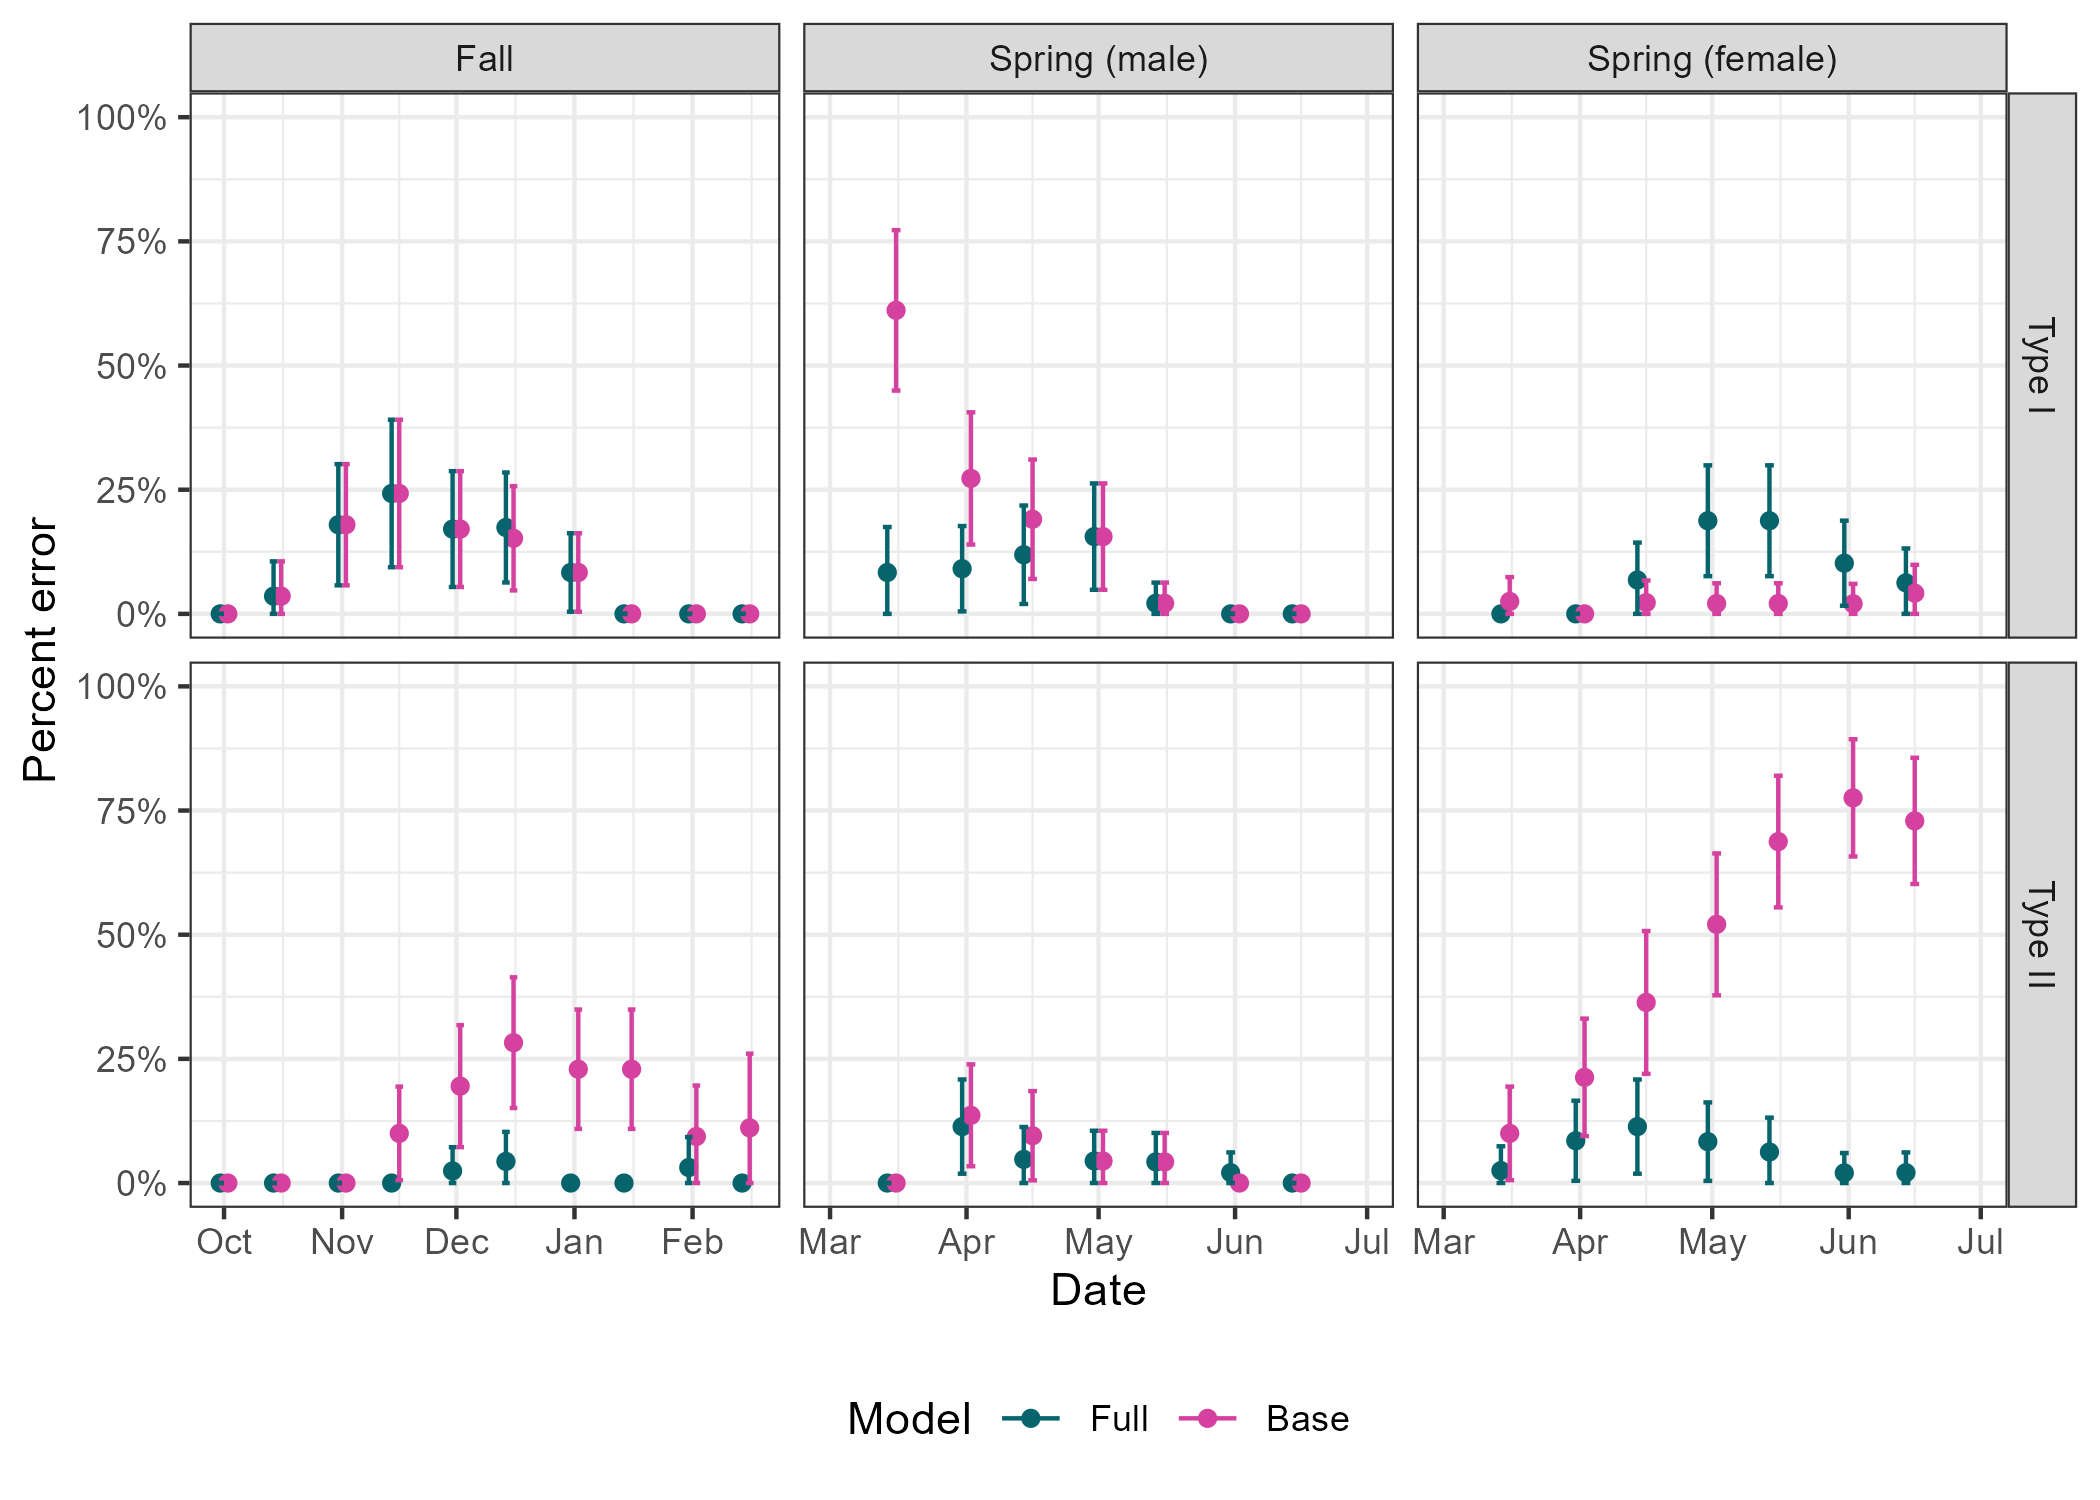 Fall Spring (male) Spring (female)
100%
75%
50%
25%
0%
Type I
Percent error
100%
75%
50%
25%
0%
Type II
Oct Nov Dec Jan Feb Mar Apr May Jun Jul Mar Apr May Jun Jul
Date
Model Full Base